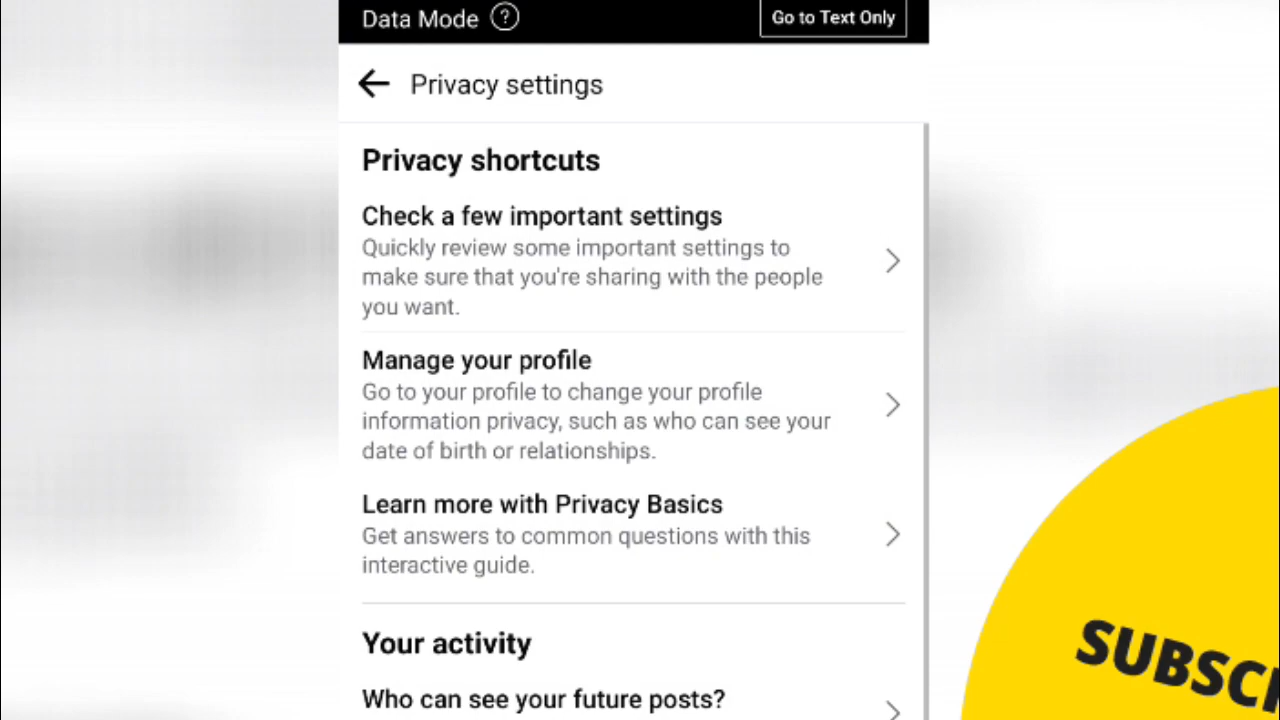 Data Mode ?
Go to Text Only
Privacy settings
Privacy shortcuts
Check a few important settings
Quickly review some important settings to
make sure that you're sharing with the people
you want.
Manage your profile
Go to your profile to change your profile
information privacy, such as who can see your
date of birth or relationships.
Learn more with Privacy Basics
Get answers to common questions with this
interactive guide.
Your activity
Who can see your future posts?
SUBSCR